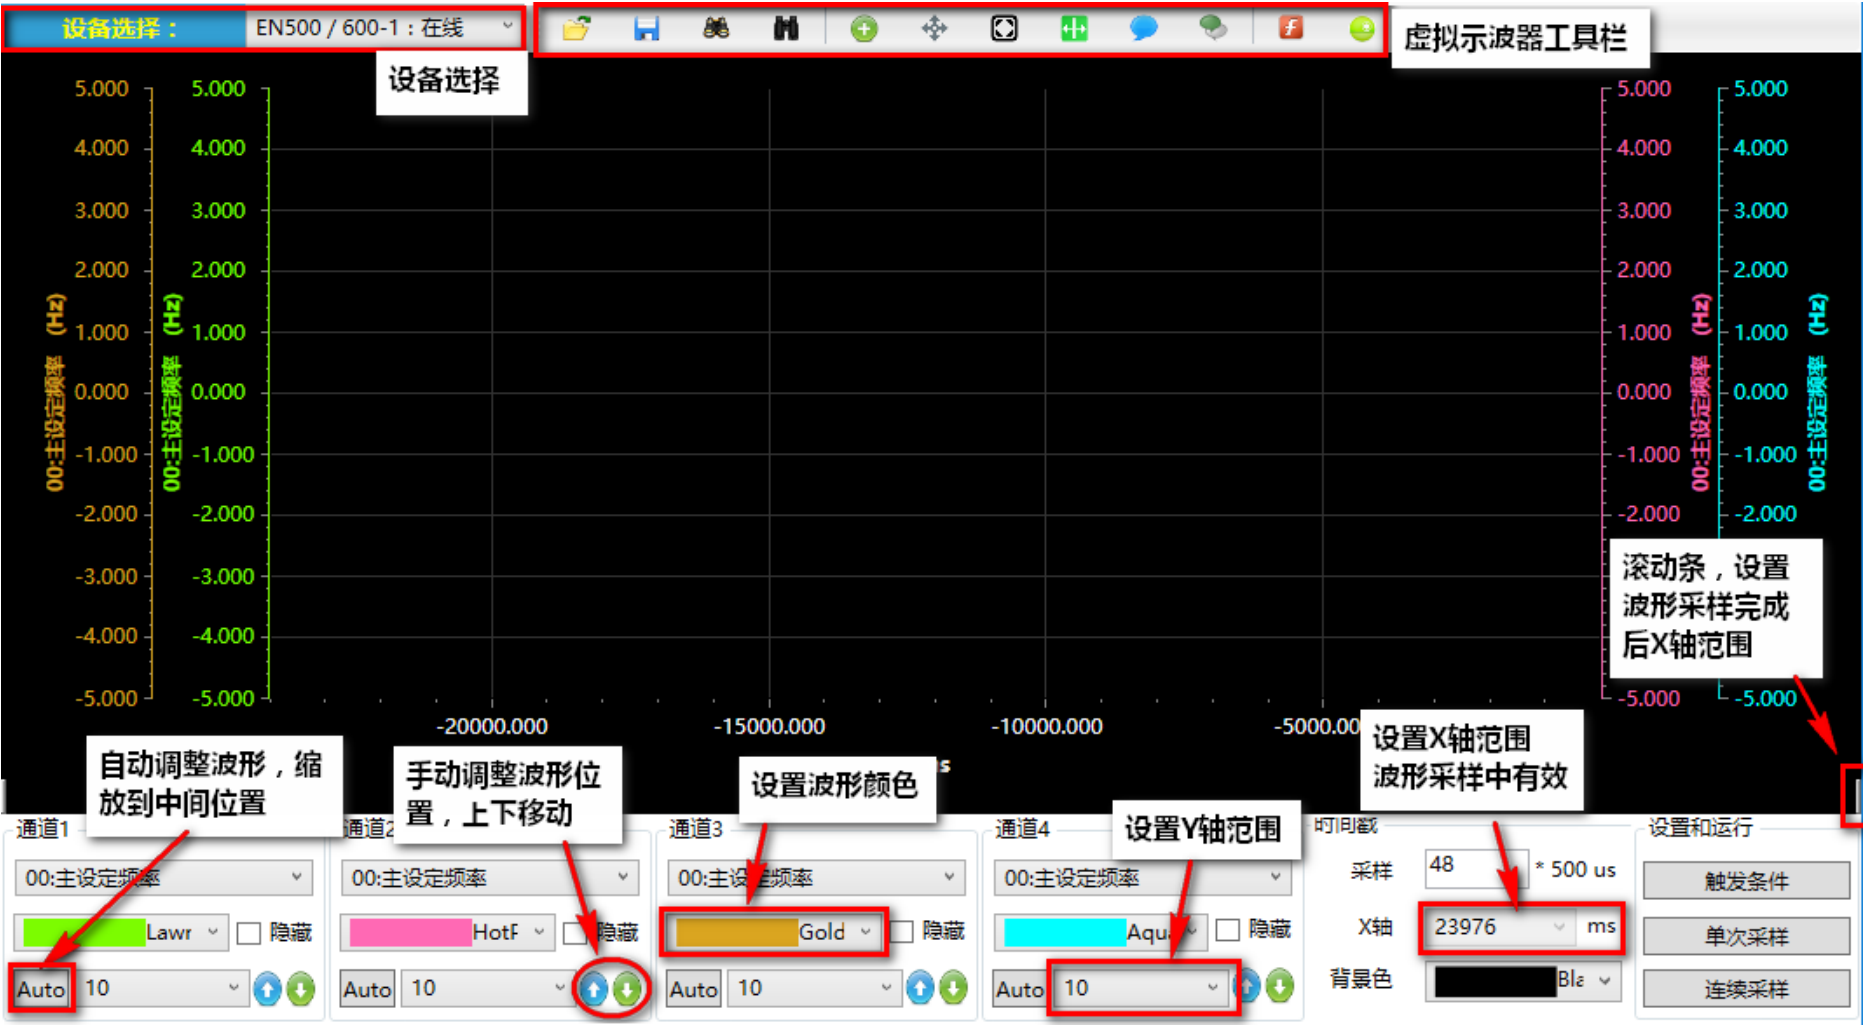 设备选择：
EN500 / 600-1：在线
设备选择
虚拟示波器工具栏
5.000
4.000
3.000
2.000
1.000
0.000
-1.000
-2.000
-3.000
-4.000
-5.000
00:主设定频率 (Hz)
5.000
4.000
3.000
2.000
1.000
0.000
-1.000
-2.000
-3.000
-4.000
-5.000
00:主设定频率 (Hz)
5.000
4.000
3.000
2.000
1.000
0.000
-1.000
-2.000
-5.000
00:主设定频率 (Hz)
5.000
4.000
3.000
2.000
1.000
0.000
-1.000
-2.000
-5.000
00:主设定频率 (Hz)
滚动条，设置
波形采样完成
后X轴范围
-20000.000
-15000.000
-10000.000
-5000.00
自动调整波形，缩
放到中间位置
手动调整波形位
置，上下移动
设置波形颜色
s
设置Y轴范围
设置X轴范围
波形采样中有效
通道1
00:主设定频率
Lawr
隐藏
Auto
10
通道2
00:主设定频率
HotF
隐藏
Auto
10
通道3
00:主设定频率
Gold
隐藏
Auto
10
通道4
00:主设定频率
Aqua
隐藏
Auto
10
时间戳
采样
48
* 500 us
X轴
23976
ms
背景色
Bla
设置和运行
触发条件
单次采样
连续采样